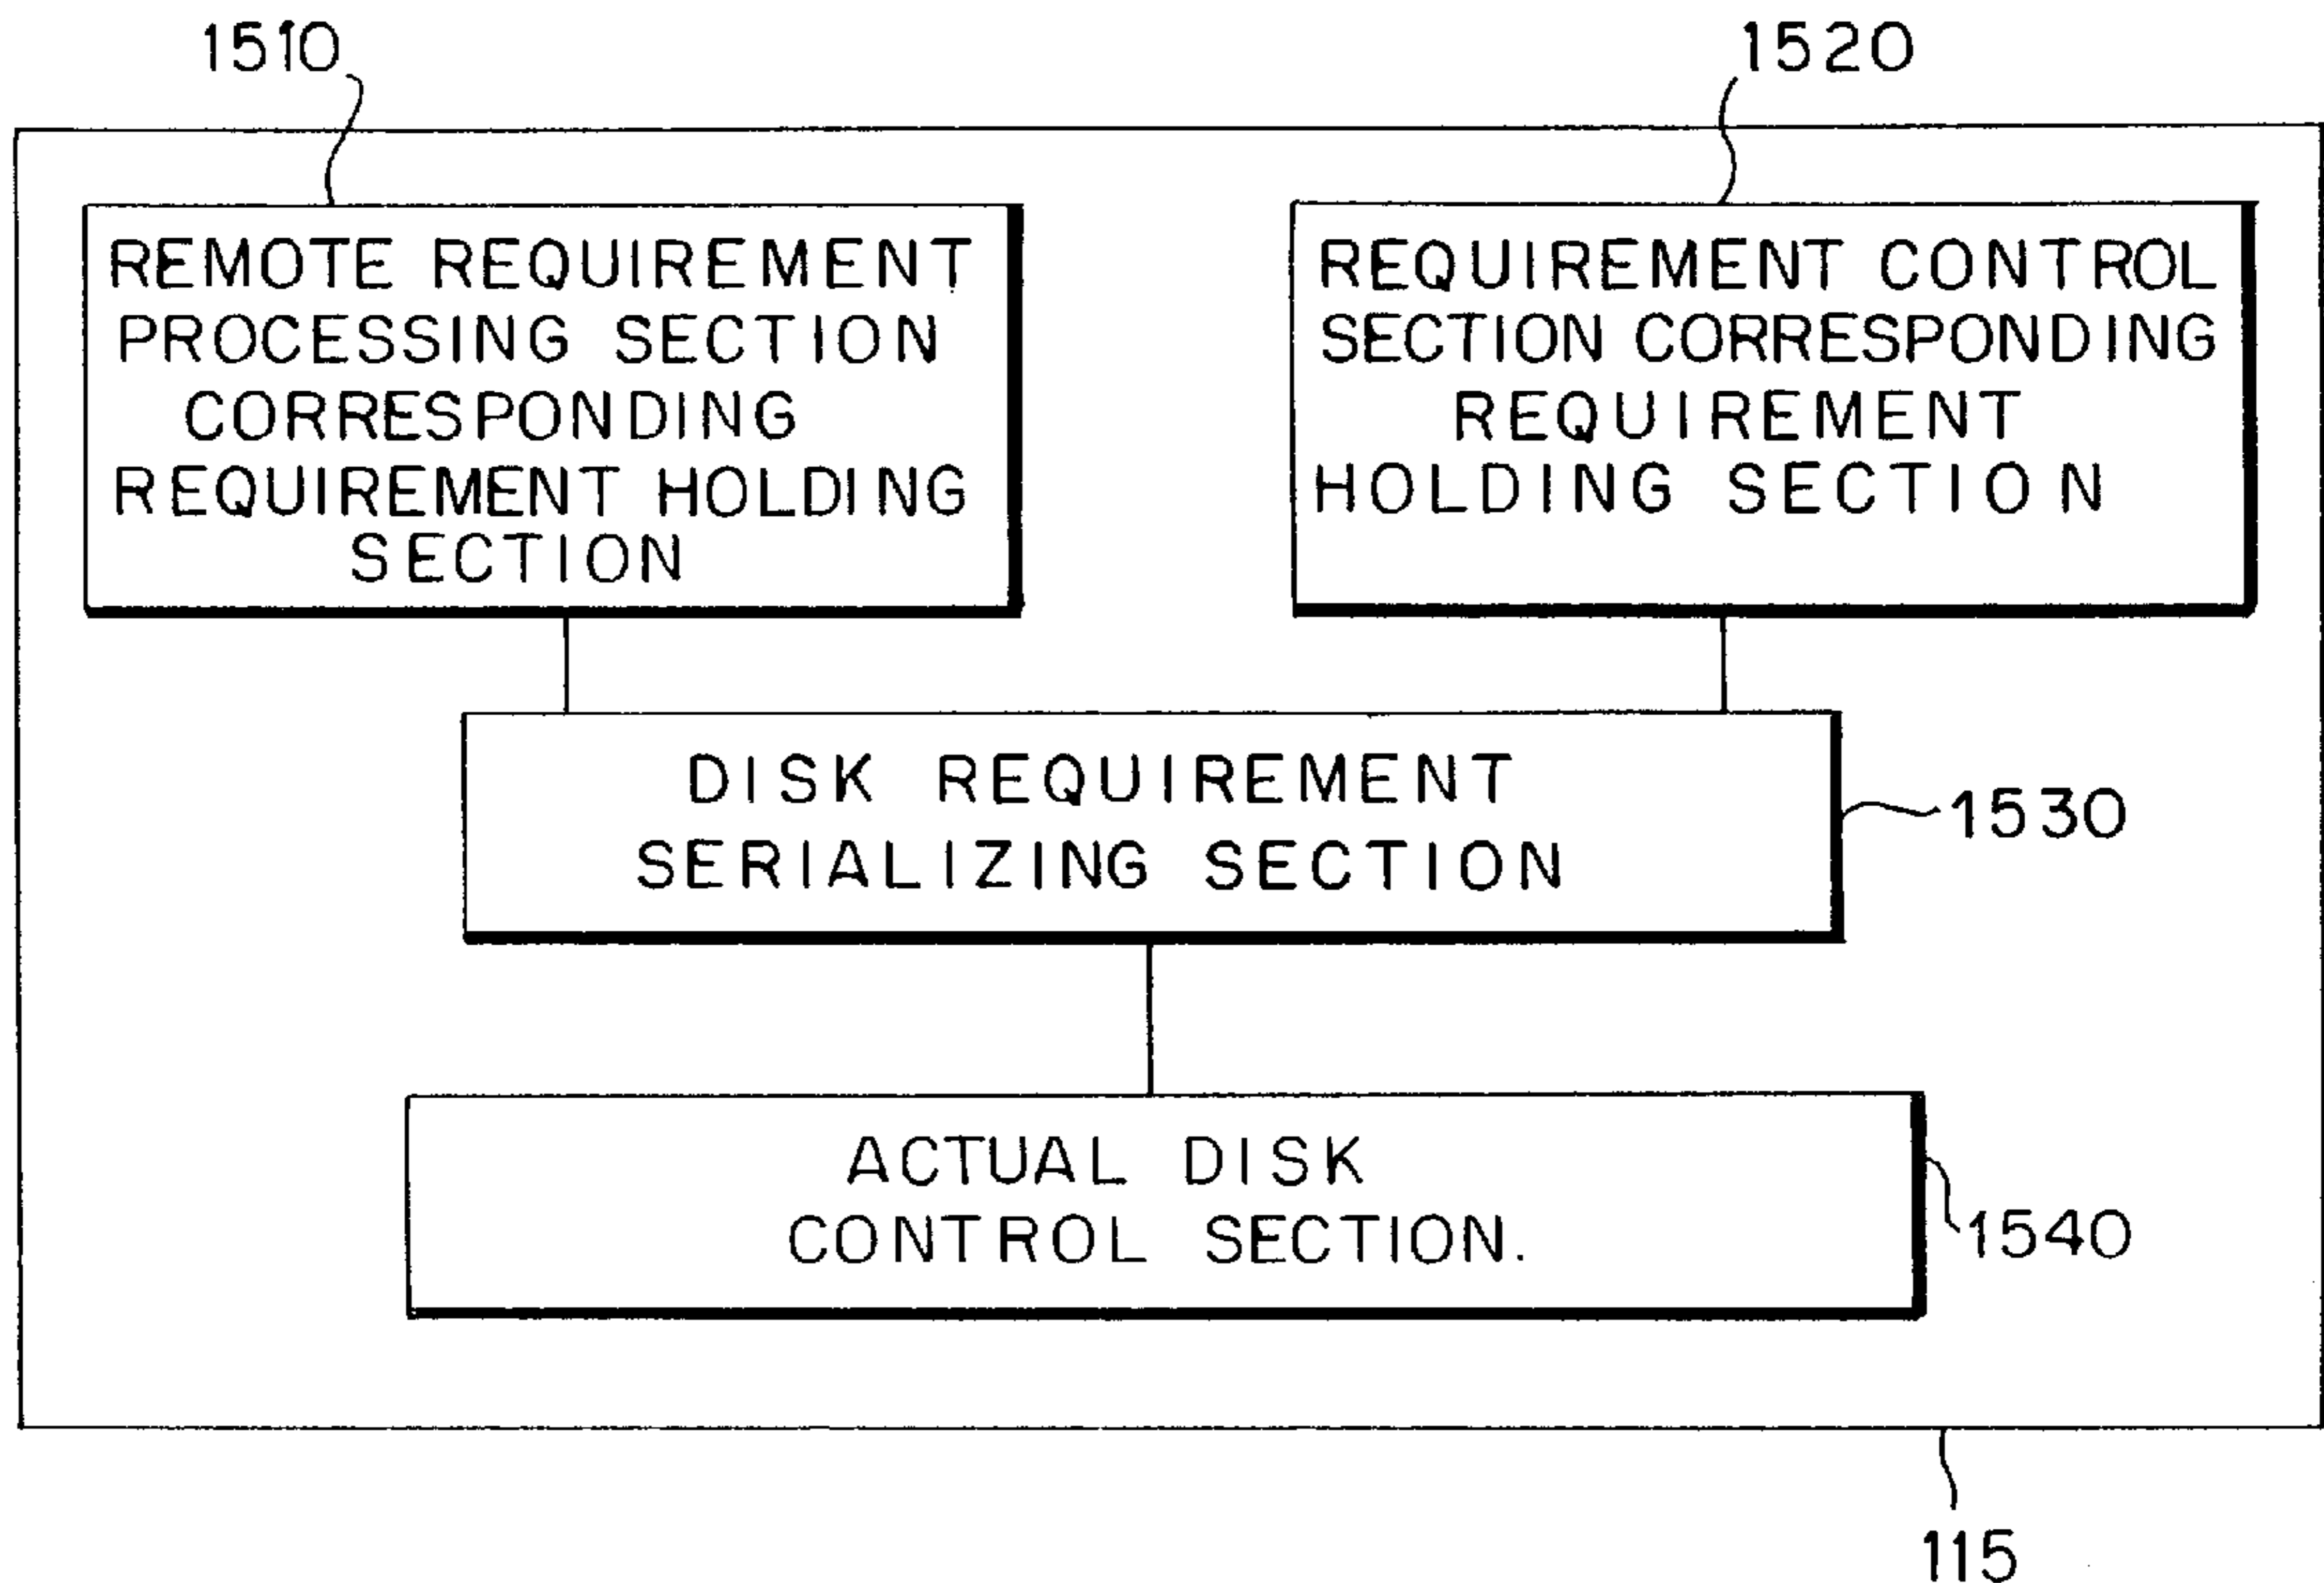 1510
1520
REMOTE REQUIREMENT
PROCESSING SECTION
CORRESPONDING
REQUIREMENT HOLDING
SECTION
REQUIREMENT CONTROL
SECTION CORRESPONDING
REQUIREMENT
HOLDING SECTION
DISK REQUIREMENT
SERIALIZING SECTION
1530
ACTUAL DISK
CONTROL SECTION.
1540
115